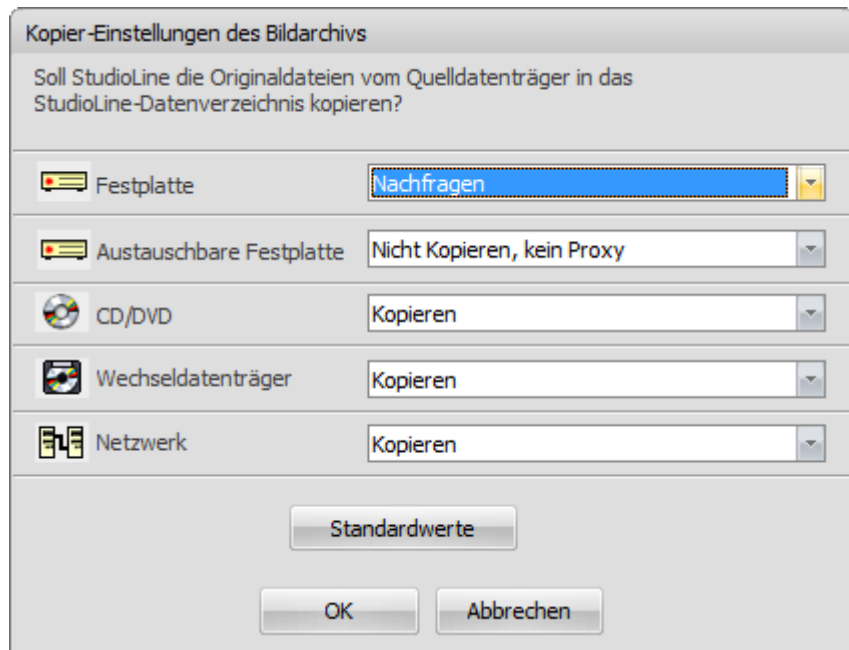 Kopier-Einstellungen des Bildarchivs
Soll StudioLine die Originaldateien vom Quelldatenträger in das
StudioLine-Datenverzeichnis kopieren?
Festplatte Nachfragen
Austauschbare Festplatte Nicht Kopieren, kein Proxy
CD/DVD Kopieren
Wechseldatenträger Kopieren
Netzwerk Kopieren
Standardwerte
OK Abbrechen